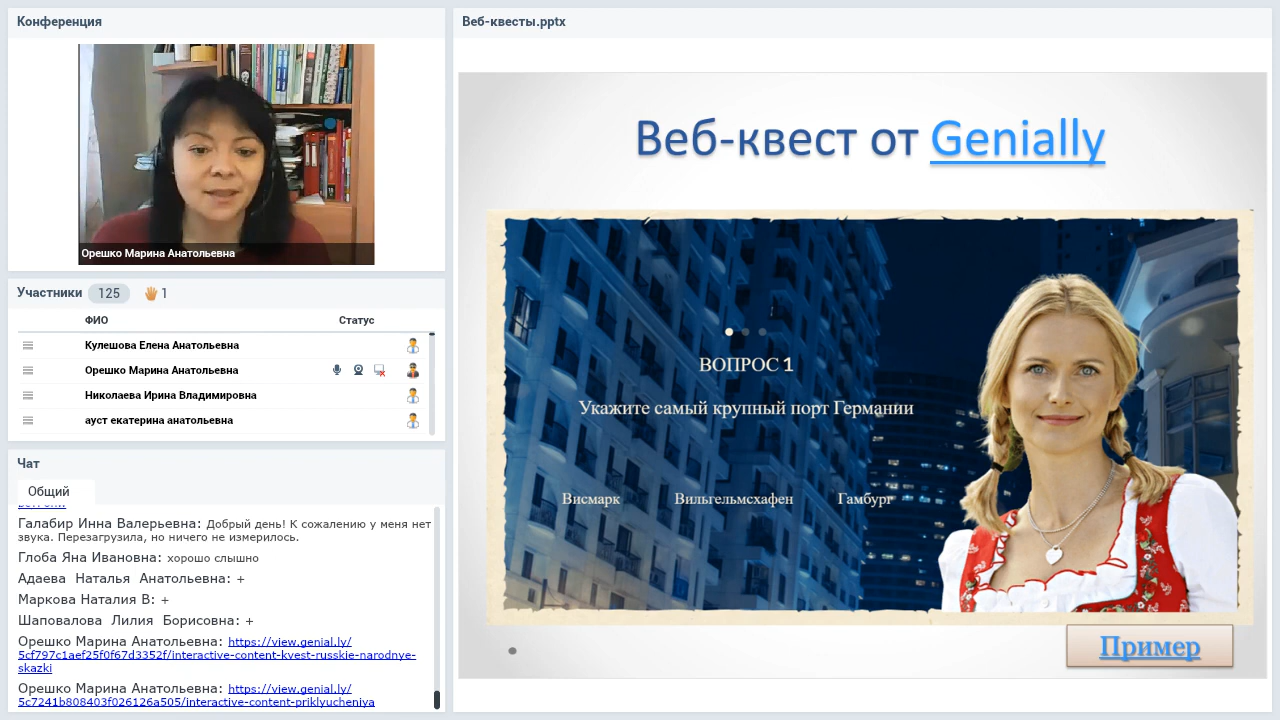 Конференция
Орешко Марина Анатольевна
Участники 125 1
ФИО Статус
Кулешова Елена Анатольевна
Орешко Марина Анатольевна
Николаева Ирина Владимировна
ауст екатерина анатольевна
Чат
Общий
Галабир Инна Валерьевна: Добрый день! К сожалению у меня нет
звука. Перезагрузила, но ничего не измерилось.
Глоба Яна Ивановна: хорошо слышно
Адаева Наталья Анатольевна: +
Маркова Наталия В: +
Шаповалова Лилия Борисовна: +
Орешко Марина Анатольевна: https://view.genial.ly/
5cf797c1aef25f0f67d3352f/interactive-content-kvest-russkie-narodnye-
skazki
Орешко Марина Анатольевна: https://view.genial.ly/
5c7241b808403f026126a505/interactive-content-priklyucheniya
Веб-квесты.pptx
Веб-квест от Genially
ВОПРОС 1
Укажите самый крупный порт Германии
Висмарк Вильгельмсхафен Гамбург
Пример